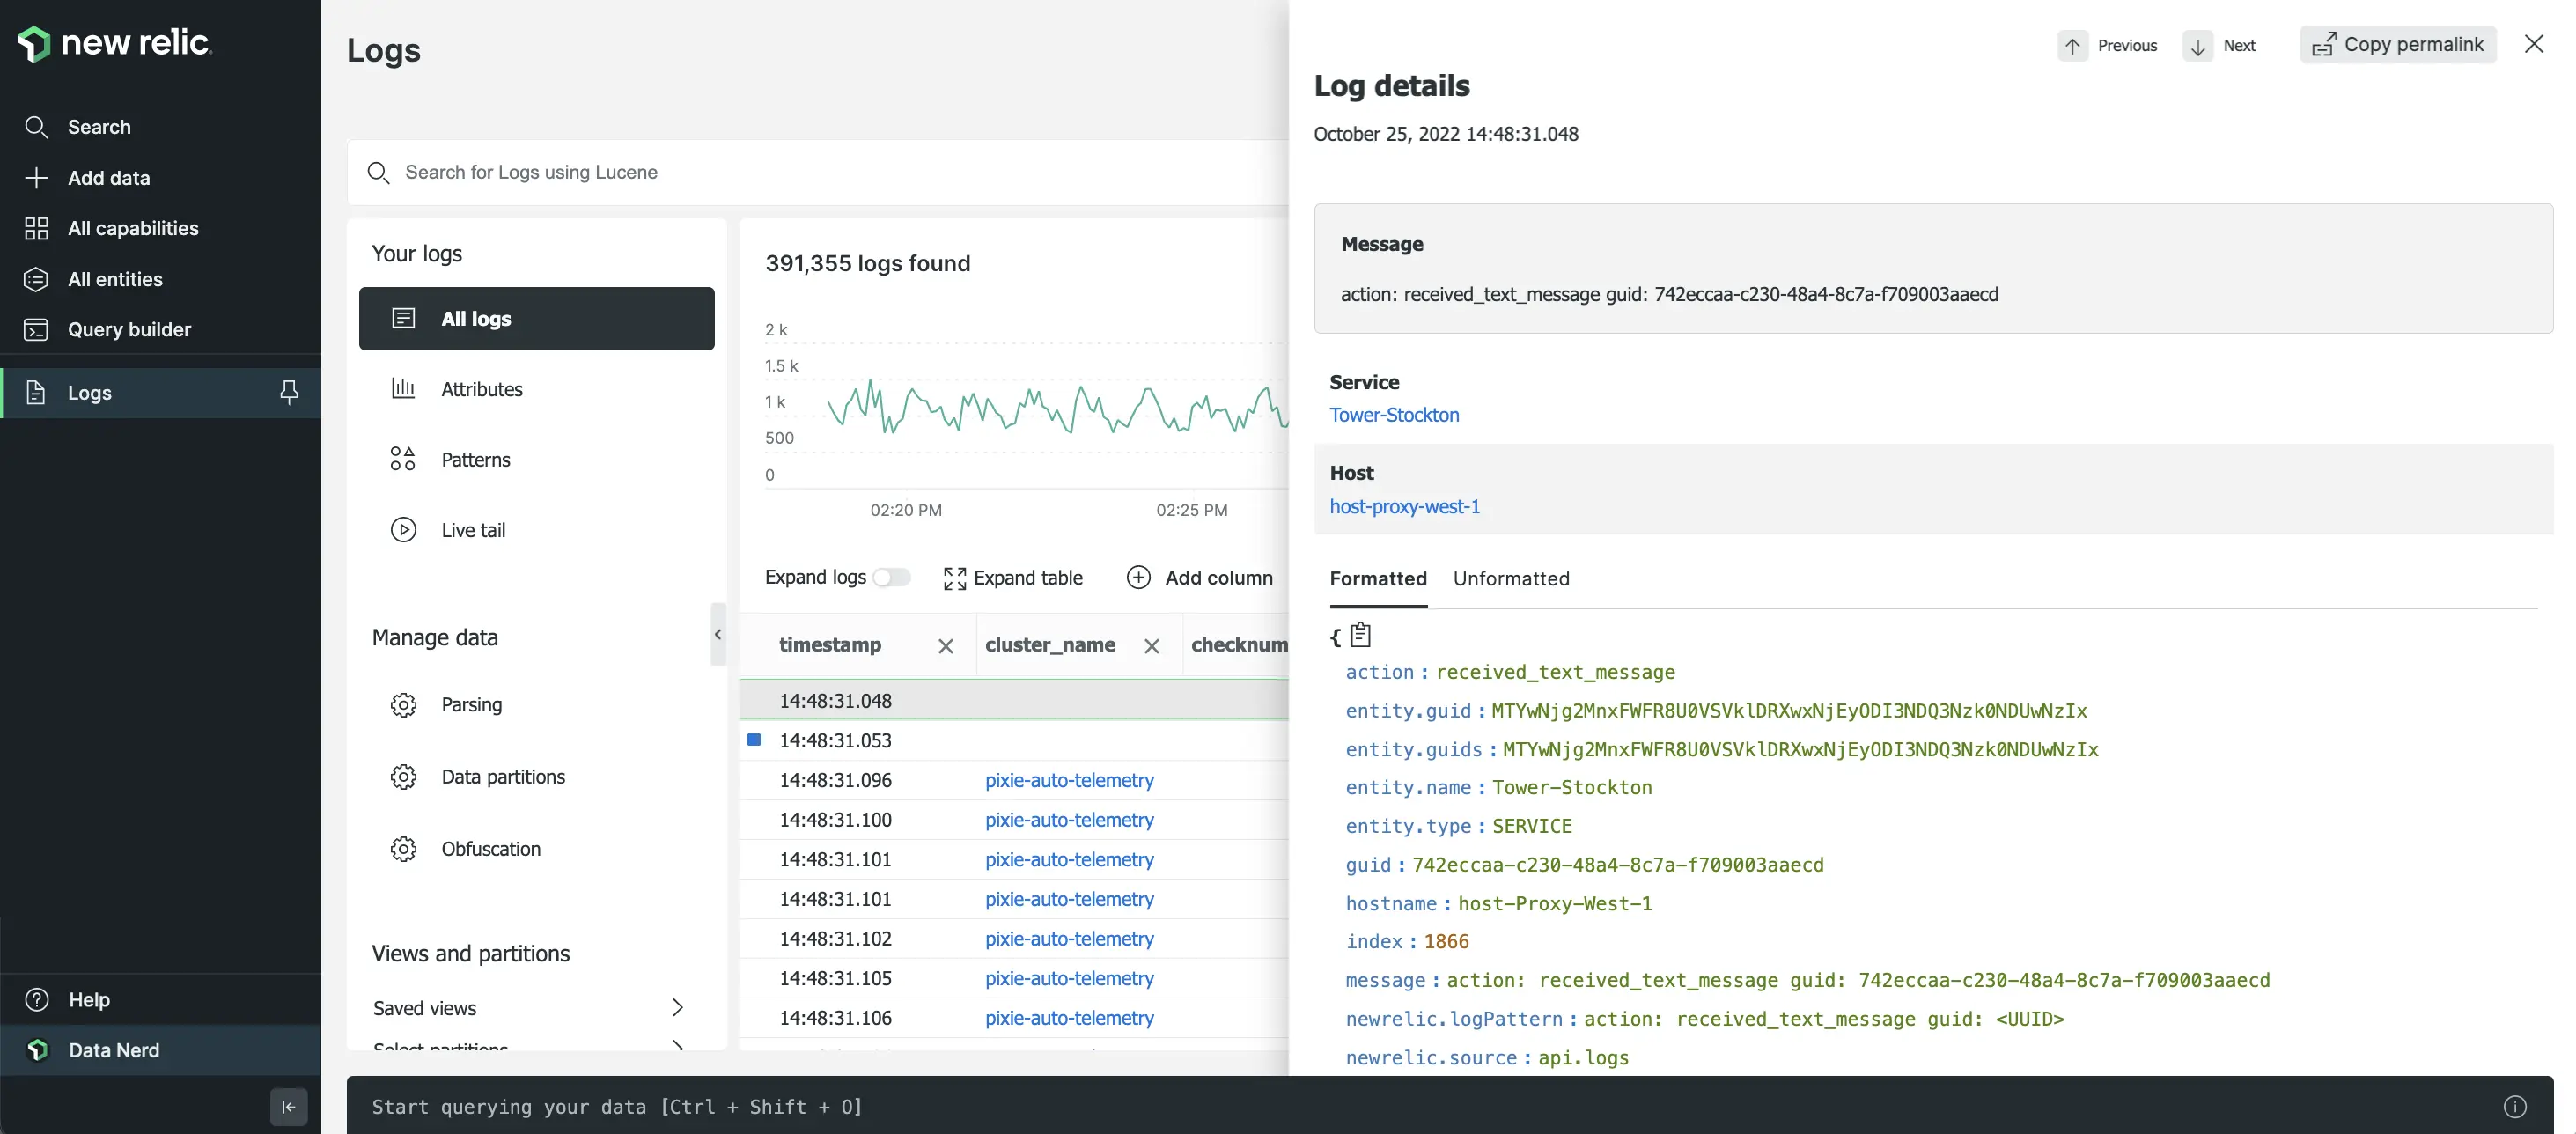 new relic
Search
Add data
All capabilities
All entities
Query builder
Logs
Help
Data Nerd
Logs
Search for Logs using Lucene
Your logs
All logs
Attributes
Patterns
Live tail
Manage data
Parsing
Data partitions
Obfuscation
Views and partitions
Saved views
Select partitions
391,355 logs found
2 k
1.5 k
1 k
500
0
02:20 PM 02:25 PM
Expand logs Expand table Add column
timestamp cluster_name checknum
14:48:31.048
14:48:31.053
14:48:31.096 pixie-auto-telemetry
14:48:31.100 pixie-auto-telemetry
14:48:31.101 pixie-auto-telemetry
14:48:31.101 pixie-auto-telemetry
14:48:31.102 pixie-auto-telemetry
14:48:31.105 pixie-auto-telemetry
14:48:31.106 pixie-auto-telemetry
Previous Next Copy permalink
Log details
October 25, 2022 14:48:31.048
Message
action: received_text_message guid: 742eccaa-c230-48a4-8c7a-f709003aaecd
Service
Tower-Stockton
Host
host-proxy-west-1
Formatted Unformatted
{
action : received_text_message
entity.guid : MTYwNjg2MnxFWFR8U0VSVklDRXwxNjEyODI3NDQ3Nzk0NDUwNzIx
entity.guids : MTYwNjg2MnxFWFR8U0VSVklDRXwxNjEyODI3NDQ3Nzk0NDUwNzIx
entity.name : Tower-Stockton
entity.type : SERVICE
guid : 742eccaa-c230-48a4-8c7a-f709003aaecd
hostname : host-Proxy-West-1
index : 1866
message : action: received_text_message guid: 742eccaa-c230-48a4-8c7a-f709003aaecd
newrelic.logPattern : action: received_text_message guid: <UUID>
newrelic.source : api.logs
Start querying your data [Ctrl + Shift + O]